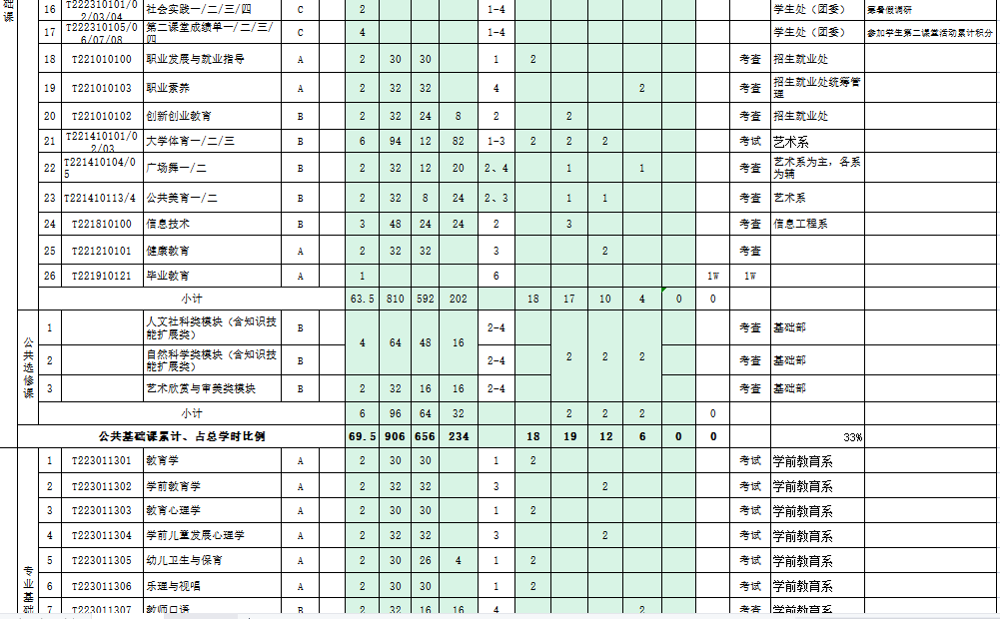 础课
16 T222310101/02/03/04 社会实践一/二/三/四 C 2 1-4 学生处（团委） 寒暑假调研
17 T222310105/06/07/08 第二课堂成绩单一/二/三/四 C 4 1-4 学生处（团委） 参加学生第二课堂活动累计积分
18 T221010100 职业发展与就业指导 A 2 30 30 1 2 考查 招生就业处
19 T221010103 职业素养 A 2 32 32 4 2 考查 招生就业处统筹管理
20 T221010102 创新创业教育 B 2 32 24 8 2 2 考查 招生就业处
21 T221410101/02/03 大学体育一/二/三 B 6 94 12 82 1-3 2 2 2 考试 艺术系
22 T221410104/05 广场舞一/二 B 2 32 12 20 2、4 1 1 考查 艺术系为主，各系为辅
23 T221410113/4 公共美育一/二 B 2 32 8 24 2、3 1 1 考查 艺术系
24 T221810100 信息技术 B 3 48 24 24 2 3 考查 信息工程系
25 T221210101 健康教育 A 2 32 32 3 2 考查
26 T221910121 毕业教育 A 1 6 1W 1W
小计 63.5 810 592 202 18 17 10 4 0 0
公共选修课
1 人文社科类模块（含知识技能扩展类） B 4 64 48 16 2-4 2 2 2 考查 基础部
2 自然科学类模块（含知识技能扩展类） B 2-4 考查 基础部
3 艺术欣赏与审美类模块 B 2 32 16 16 2-4 考查 基础部
小计 6 96 64 32 2 2 2 0
公共基础课累计、占总学时比例 69.5 906 656 234 18 19 12 6 0 0 33%
专业基础
1 T223011301 教育学 A 2 30 30 1 2 考试 学前教育系
2 T223011302 学前教育学 A 2 32 32 3 2 考试 学前教育系
3 T223011303 教育心理学 A 2 30 30 1 2 考试 学前教育系
4 T223011304 学前儿童发展心理学 A 2 32 32 3 2 考试 学前教育系
5 T223011305 幼儿卫生与保育 A 2 30 26 4 1 2 考试 学前教育系
6 T223011306 乐理与视唱 A 2 30 30 1 2 考试 学前教育系
7 T223011307 教师口语 B 2 32 16 16 4 2 考查 学前教育系